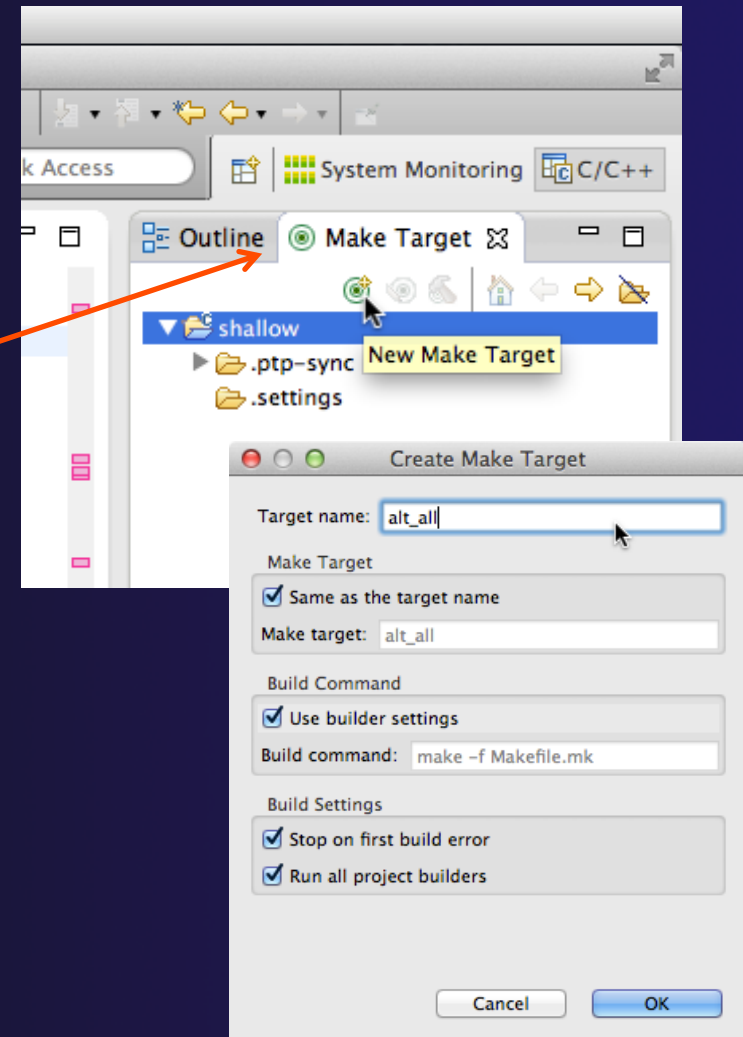 k Access
System Monitoring
C/C++
Outline
Make Target
shallow
New Make Target
.ptp-sync
.settings
Create Make Target
Target name: alt_all
Make Target
Same as the target name
Make target: alt_all
Build Command
Use builder settings
Build command: make -f Makefile.mk
Build Settings
Stop on first build error
Run all project builders
Cancel
OK